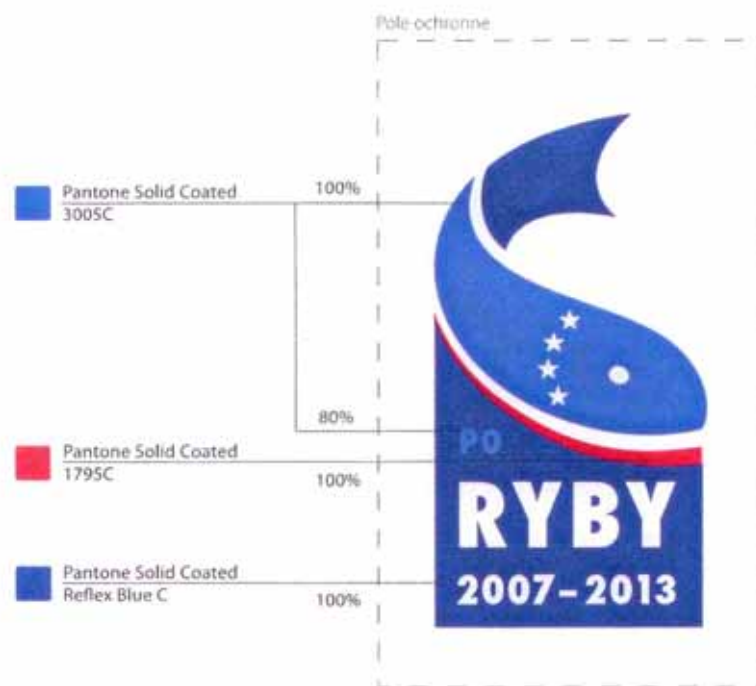 Pole ochronne
Pantone Solid Coated
3005C
100%
80%
Pantone Solid Coated
1795C
100%
Pantone Solid Coated
Reflex Blue C
100%
PO
RYBY
2007–2013